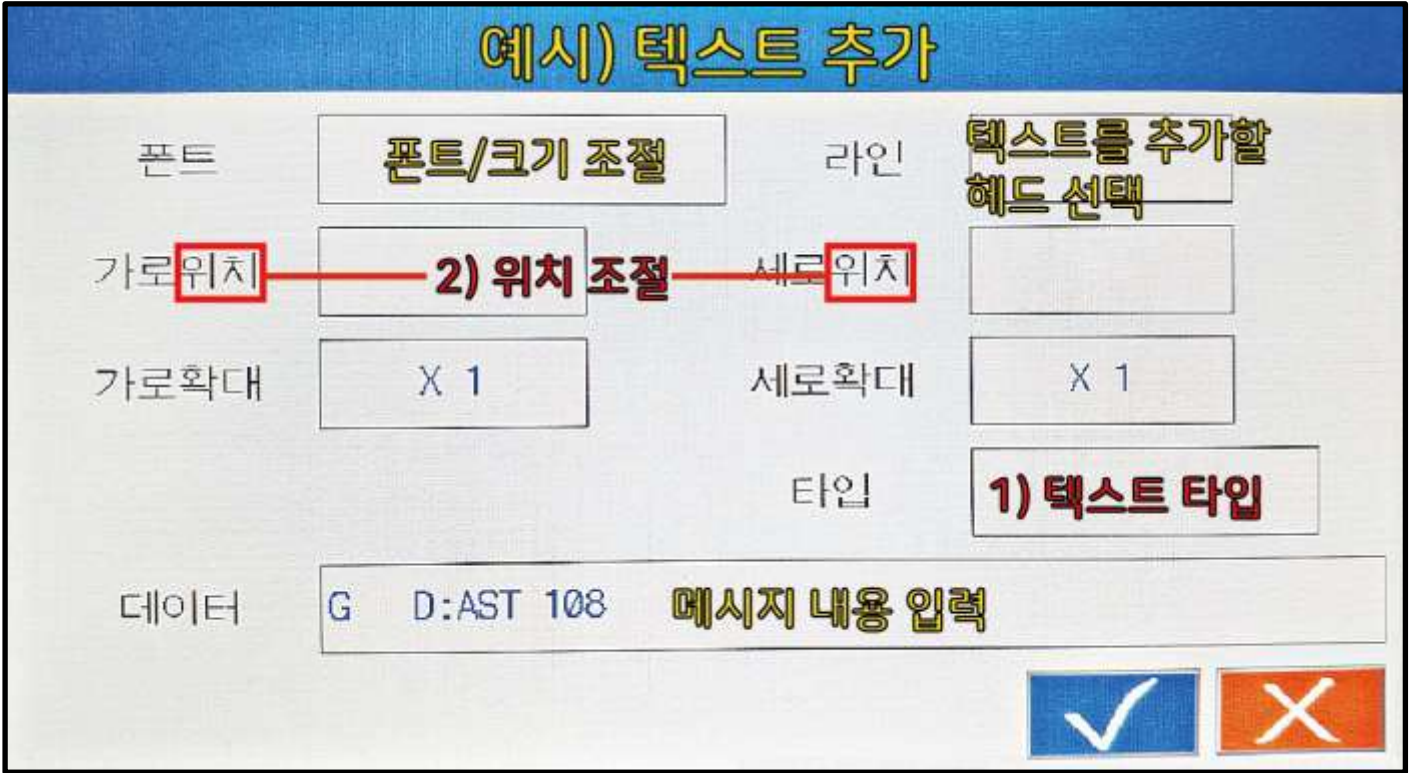 예시) 텍스트 추가
폰트 폰트/크기 조절 라인 텍스트를 추가할
헤드 선택
가로위치 2) 위치 조절 세로위치
가로확대 X 1 세로확대 X 1
타입 1) 텍스트 타입
데이터 G D:AST 108 메시지 내용 입력